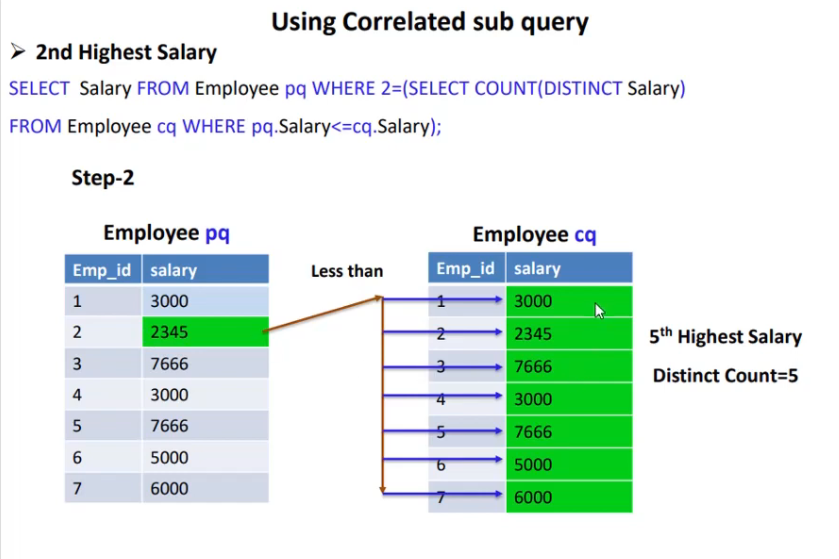 Using Correlated sub query
➢ 2nd Highest Salary
SELECT Salary FROM Employee pq WHERE 2=(SELECT COUNT(DISTINCT Salary)
FROM Employee cq WHERE pq.Salary<=cq.Salary);
Step-2
Employee pq
Emp_id salary
1 3000
2 2345
3 7666
4 3000
5 7666
6 5000
7 6000
Less than
Employee cq
Emp_id salary
1 3000
2 2345
3 7666
4 3000
5 7666
6 5000
7 6000
5th Highest Salary
Distinct Count=5